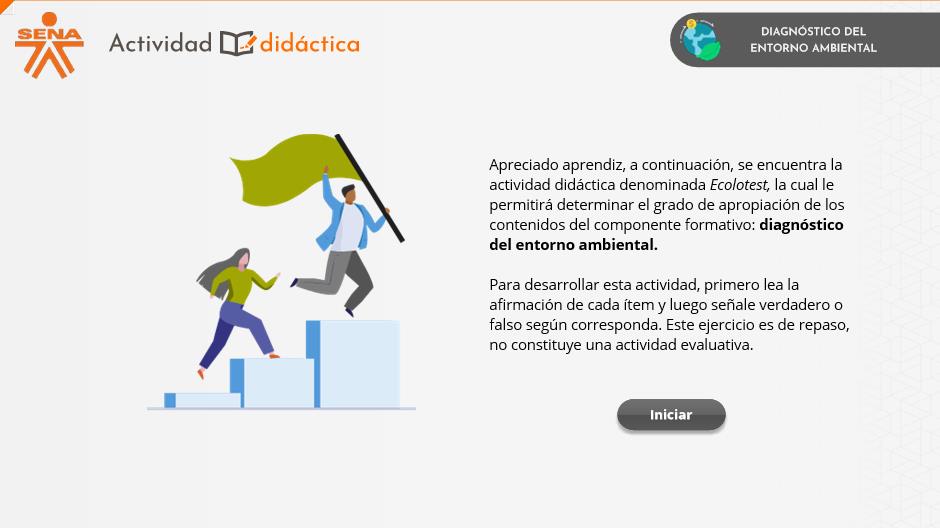 SENA
Actividad didáctica
DIAGNÓSTICO DEL
ENTORNO AMBIENTAL
Apreciado aprendiz, a continuación, se encuentra la
actividad didáctica denominada Ecolotest, la cual le
permitirá determinar el grado de apropiación de los
contenidos del componente formativo: diagnóstico
del entorno ambiental.
Para desarrollar esta actividad, primero lea la
afirmación de cada ítem y luego señale verdadero o
falso según corresponda. Este ejercicio es de repaso,
no constituye una actividad evaluativa.
Iniciar